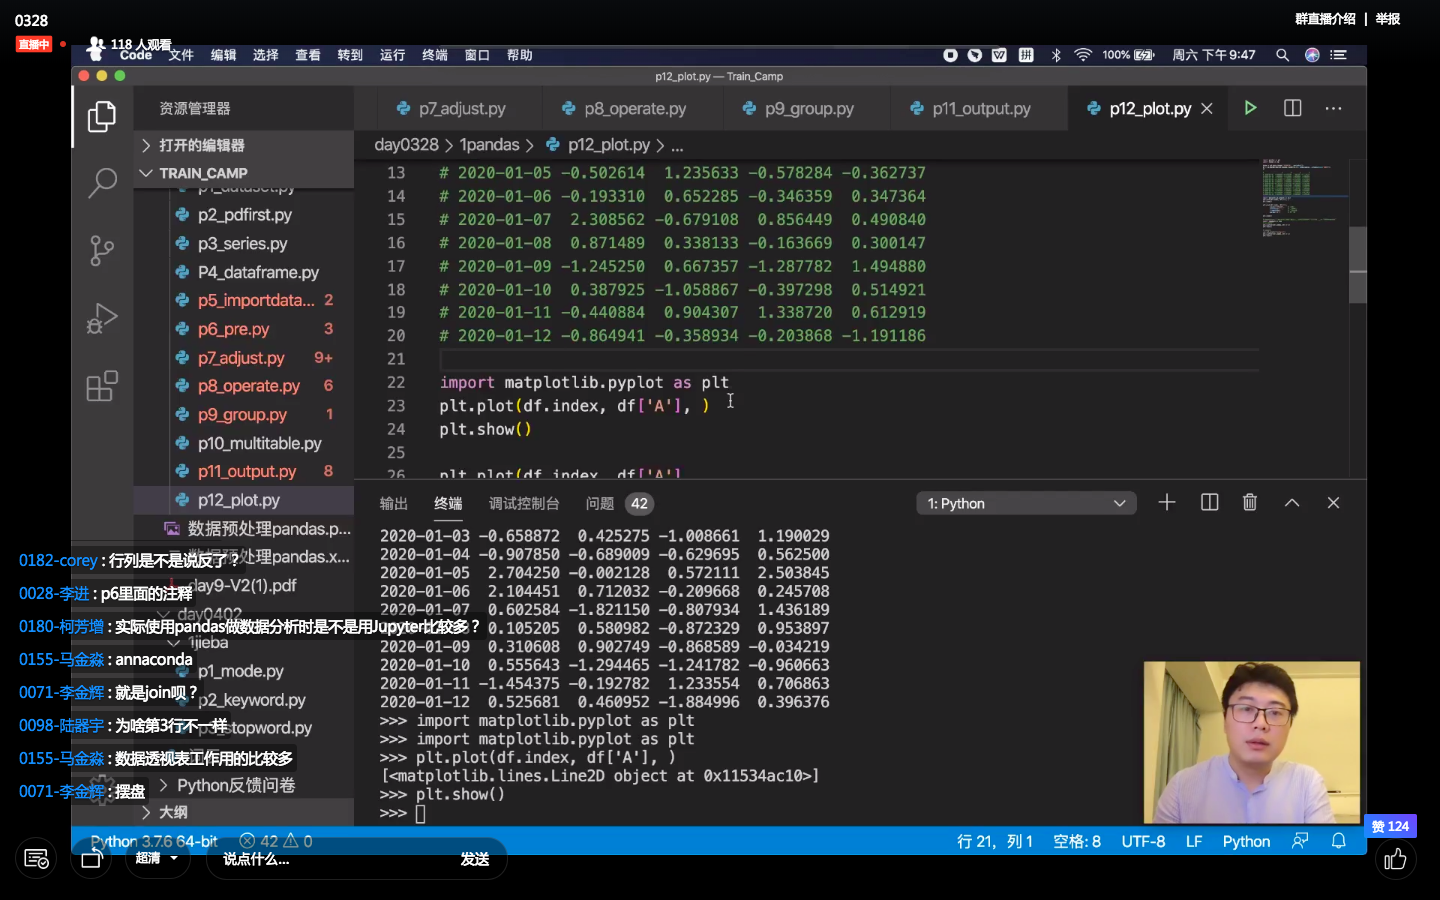 0328
群直播介绍 | 举报
直播中
118 人观看
Code 文件 编辑 选择 查看 转到 运行 终端 窗口 帮助
100%
周六 下午9:47
p12_plot.py — Train_Camp
资源管理器
p7_adjust.py
p8_operate.py
p9_group.py
p11_output.py
p12_plot.py
打开的编辑器
day0328 > 1pandas > p12_plot.py > ...
TRAIN_CAMP
p1_dataset.py
p2_pdfirst.py
p3_series.py
P4_dataframe.py
p5_importdata... 2
p6_pre.py 3
p7_adjust.py 9+
p8_operate.py 6
p9_group.py 1
p10_multitable.py
p11_output.py 8
p12_plot.py
数据预处理pandas.p...
数据预处理pandas.x...
day9-V2(1).pdf
day0402
1jieba
p1_mode.py
p2_keyword.py
p3_stopword.py
Python反馈问卷
大纲
13 # 2020-01-05 -0.502614 1.235633 -0.578284 -0.362737
14 # 2020-01-06 -0.193310 0.652285 -0.346359 0.347364
15 # 2020-01-07 2.308562 -0.679108 0.856449 0.490840
16 # 2020-01-08 0.871489 0.338133 -0.163669 0.300147
17 # 2020-01-09 -1.245250 0.667357 -1.287782 1.494880
18 # 2020-01-10 0.387925 -1.058867 -0.397298 0.514921
19 # 2020-01-11 -0.440884 0.904307 1.338720 0.612919
20 # 2020-01-12 -0.864941 -0.358934 -0.203868 -1.191186
21
22 import matplotlib.pyplot as plt
23 plt.plot(df.index, df['A'], )
24 plt.show()
25
26 plt.plot(df.index, df['A'],
输出 终端 调试控制台 问题 42
1: Python
2020-01-03 -0.658872 0.425275 -1.008661 1.190029
2020-01-04 -0.907850 -0.689009 -0.629695 0.562500
2020-01-05 2.704250 -0.002128 0.572111 2.503845
2020-01-06 2.104451 0.712032 -0.209668 0.245708
2020-01-07 0.602584 -1.821150 -0.807934 1.436189
0.105205 0.580982 -0.872329 0.953897
2020-01-09 0.310608 0.902749 -0.868589 -0.034219
2020-01-10 0.555643 -1.294465 -1.241782 -0.960663
2020-01-11 -1.454375 -0.192782 1.233554 0.706863
2020-01-12 0.525681 0.460952 -1.884996 0.396376
>>> import matplotlib.pyplot as plt
>>> import matplotlib.pyplot as plt
>>> plt.plot(df.index, df['A'], )
[<matplotlib.lines.Line2D object at 0x11534ac10>]
>>> plt.show()
>>>
0182-corey : 行列是不是说反了？
0028-李进 : p6里面的注释
0180-柯芳增 : 实际使用pandas做数据分析时是不是用Jupyter比较多？
0155-马金淼 : annaconda
0071-李金辉 : 就是join呗？
0098-陆器宇 : 为啥第3行不一样
0155-马金淼 : 数据透视表工作用的比较多
0071-李金辉 : 摆盘
赞 124
Python 3.7.6 64-bit
42
0
行 21，列 1
空格: 8
UTF-8
LF
Python
超清
说点什么...
发送